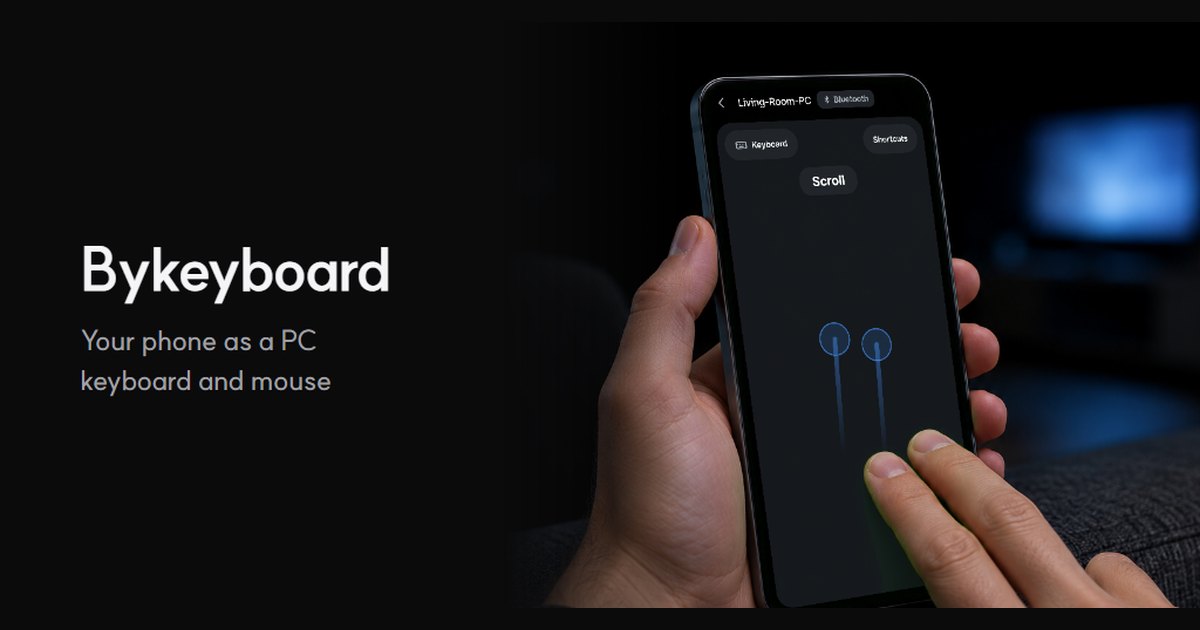 Bykeyboard
Your phone as a PC
keyboard and mouse
Living-Room-PC
Bluetooth
Keyboard
Shortcuts
Scroll